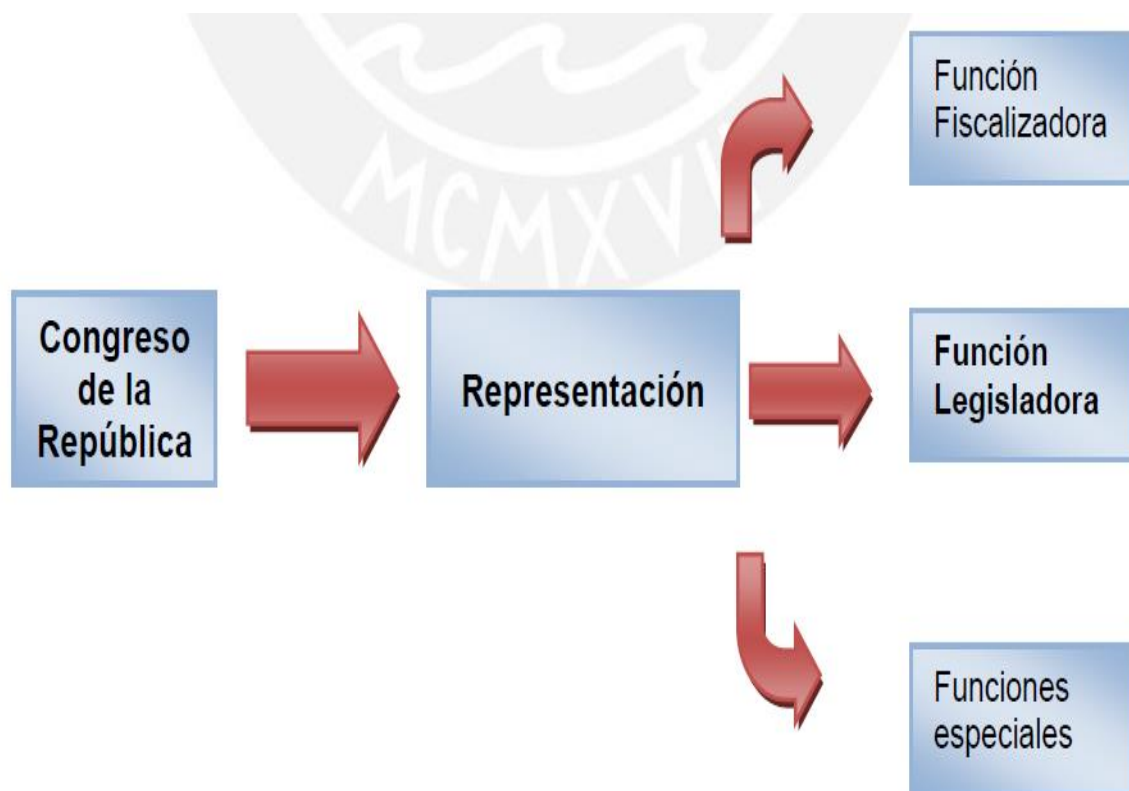 Función
Fiscalizadora
MCMXVII
Congreso
de la
República
Representación
Función
Legisladora
Funciones
especiales